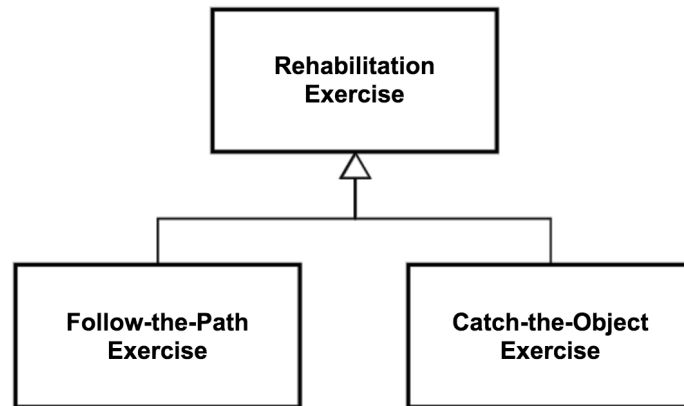 Rehabilitation
Exercise
Follow-the-Path
Exercise
Catch-the-Object
Exercise